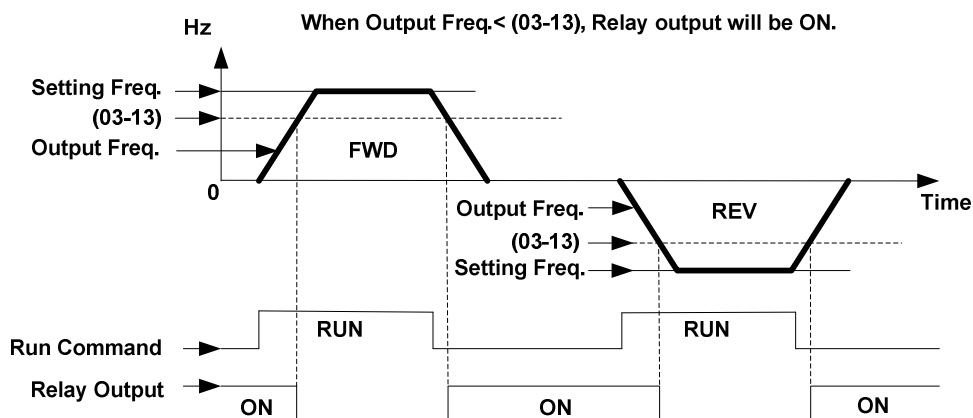 When Output Freq.< (03-13), Relay output will be ON.
Hz
Setting Freq.
(03-13)
Output Freq.
FWD
0
Time
Output Freq.
REV
(03-13)
Setting Freq.
RUN
RUN
Run Command
Relay Output
ON
ON
ON